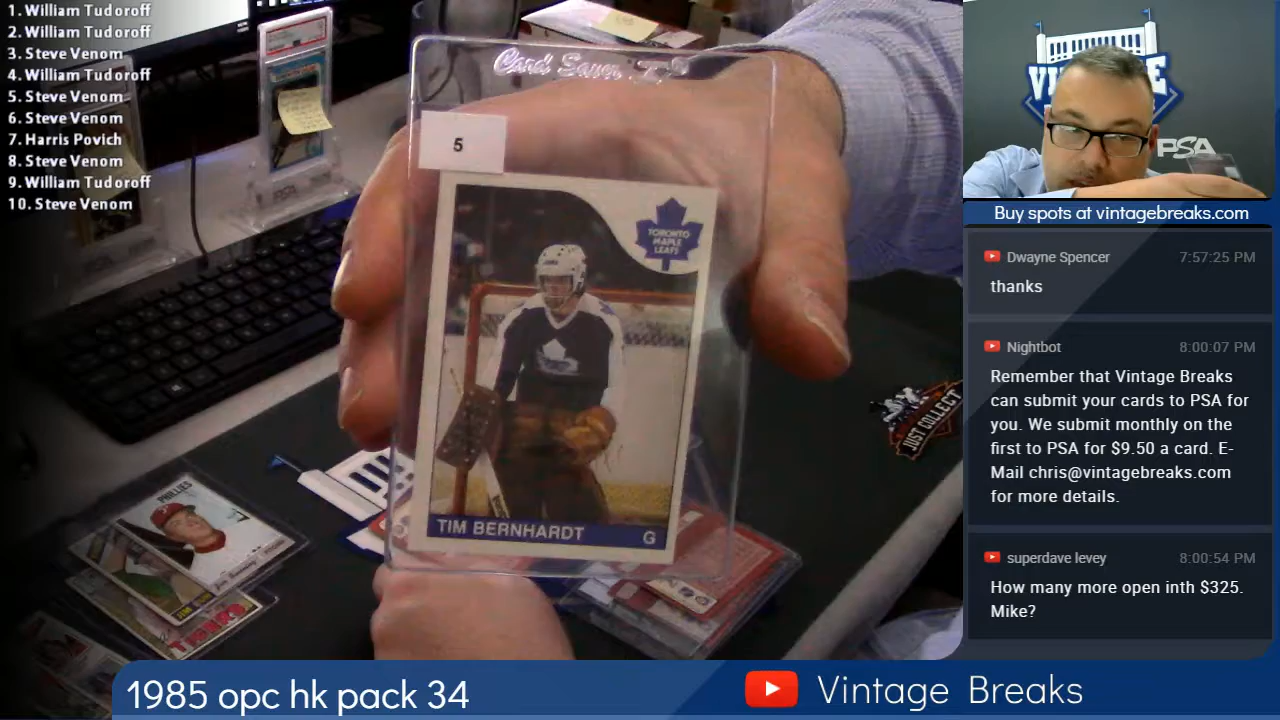 1. William Tudoroff
2. William Tudoroff
3. Steve Venom
4. William Tudoroff
5. Steve Venom
6. Steve Venom
7. Harris Povich
8. Steve Venom
9. William Tudoroff
10. Steve Venom
Card Saver I
5
TORONTO
MAPLE
LEAFS
TIM BERNHARDT G
PHILLIES
JUST COLLECT
PSA
PSA
Buy spots at vintagebreaks.com
Dwayne Spencer 7:57:25 PM
thanks
Nightbot 8:00:07 PM
Remember that Vintage Breaks
can submit your cards to PSA for
you. We submit monthly on the
first to PSA for $9.50 a card. E-
Mail chris@vintagebreaks.com
for more details.
superdave levey 8:00:54 PM
How many more open inth $325.
Mike?
1985 opc hk pack 34
Vintage Breaks